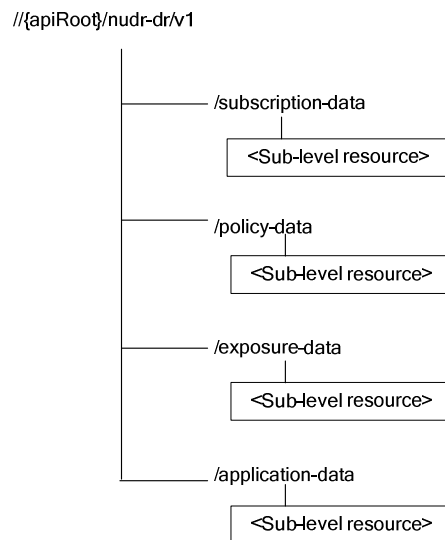 //{apiRoot}/nudr-dr/v1
/subscription-data
<Sub-level resource>
/policy-data
<Sub-level resource>
/exposure-data
<Sub-level resource>
/application-data
<Sub-level resource>